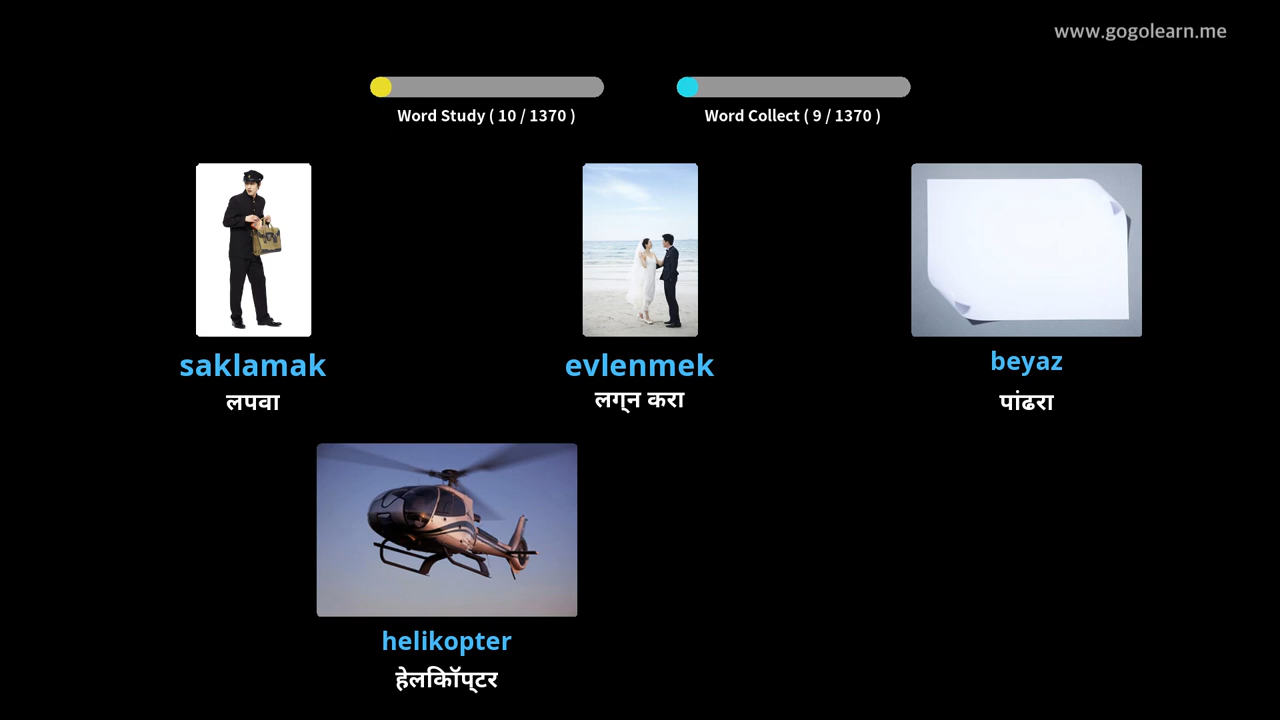 www.gogolearn.me
Word Study ( 10 / 1370 )
Word Collect ( 9 / 1370 )
saklamak
लपवा
evlenmek
लग्‍न करा
beyaz
पांढरा
helikopter
हेलकिॉप्‍टर